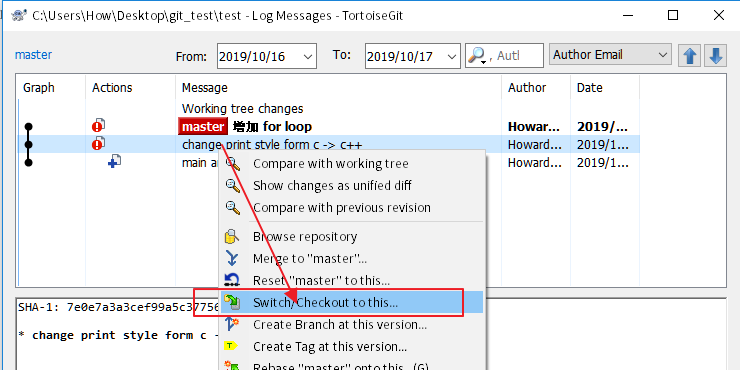 C:\Users\How\Desktop\git_test\test - Log Messages - TortoiseGit
master From: 2019/10/16 To: 2019/10/17 , Autl Author Email
Graph Actions Message Author Date
Working tree changes
master 增加 for loop Howar... 2019/...
change print style form c -> c++ Howard... 2019/1...
main ar Howard... 2019/1...
Compare with working tree
Show changes as unified diff
Compare with previous revision
Browse repository
Merge to "master"...
Reset "master" to this...
Switch/Checkout to this...
SHA-1: 7e0e7a3a3cef99a5c37756
Create Branch at this version...
* change print style form c -
Create Tag at this version...
Rebase "master" onto this...(G)